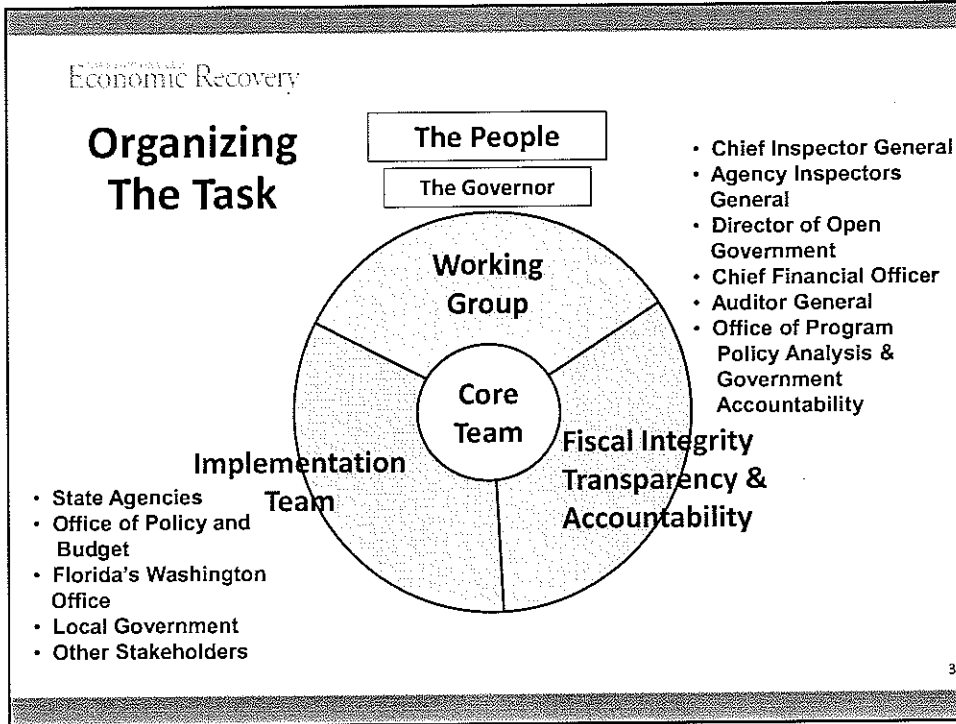 Economic Recovery
Organizing
The Task
The People
The Governor
Working
Group
Core
Team
Implementation
Team
Fiscal Integrity
Transparency &
Accountability
• Chief Inspector General
• Agency Inspectors
General
• Director of Open
Government
• Chief Financial Officer
• Auditor General
• Office of Program
Policy Analysis &
Government
Accountability
• State Agencies
• Office of Policy and
Budget
• Florida's Washington
Office
• Local Government
• Other Stakeholders
3